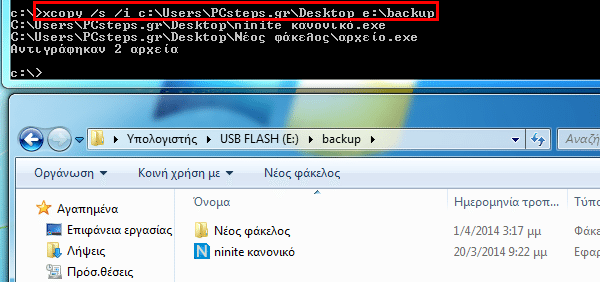 c:\>xcopy /s /i c:\Users\PCsteps.gr\Desktop e:\backup
C:\Users\PCsteps.gr\Desktop\ninite κανονικό.exe
C:\Users\PCsteps.gr\Desktop\Νέος φάκελος\αρχείο.exe
Αντιγράφηκαν 2 αρχεία
c:\>
Υπολογιστής USB FLASH (E:) backup Αναζή
Οργάνωση Κοινή χρήση με Νέος φάκελος
Αγαπημένα
Επιφάνεια εργασίας
Λήψεις
Πρόσ.θέσεις
Όνομα Ημερομηνία τροπ... Τύπο
Νέος φάκελος 1/4/2014 3:17 μμ Φάκε
ninite κανονικό 20/3/2014 9:22 μμ Εφαρ